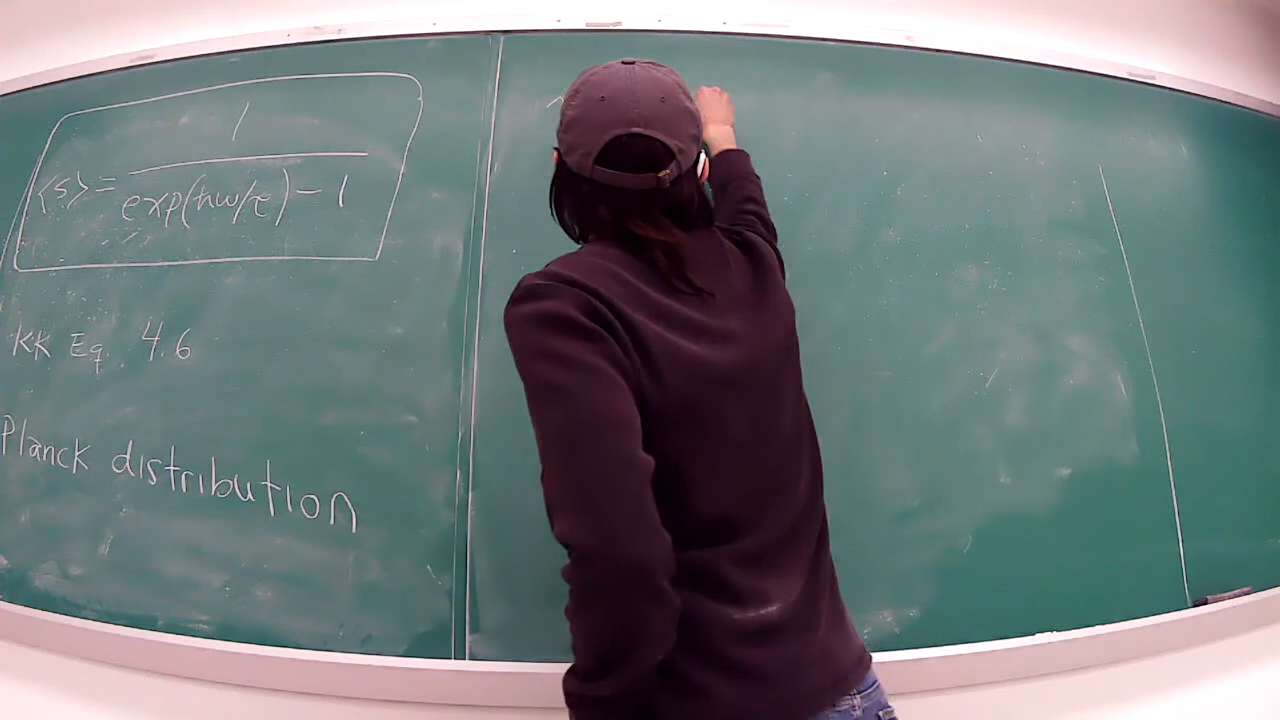 ⟨s⟩ = 1 / exp(ħω/τ) - 1
KK Eq. 4.6
Planck distribution